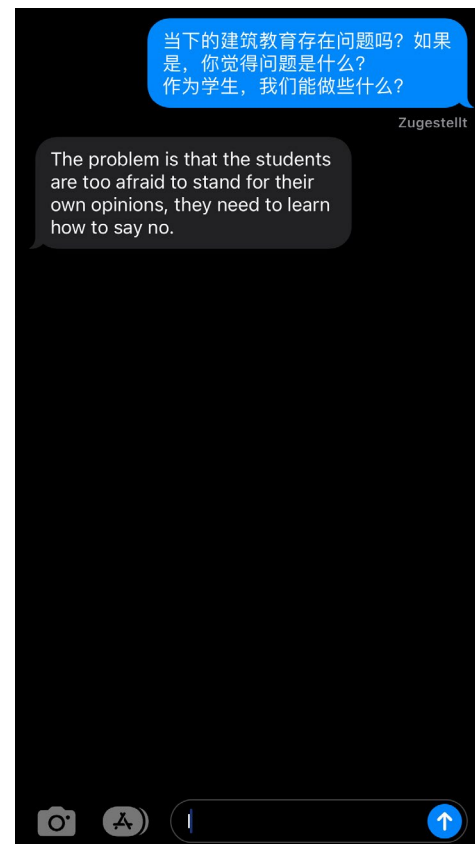 当下的建筑教育存在问题吗？如果
是，你觉得问题是什么？
作为学生，我们能做些什么？
Zugestellt
The problem is that the students
are too afraid to stand for their
own opinions, they need to learn
how to say no.
I